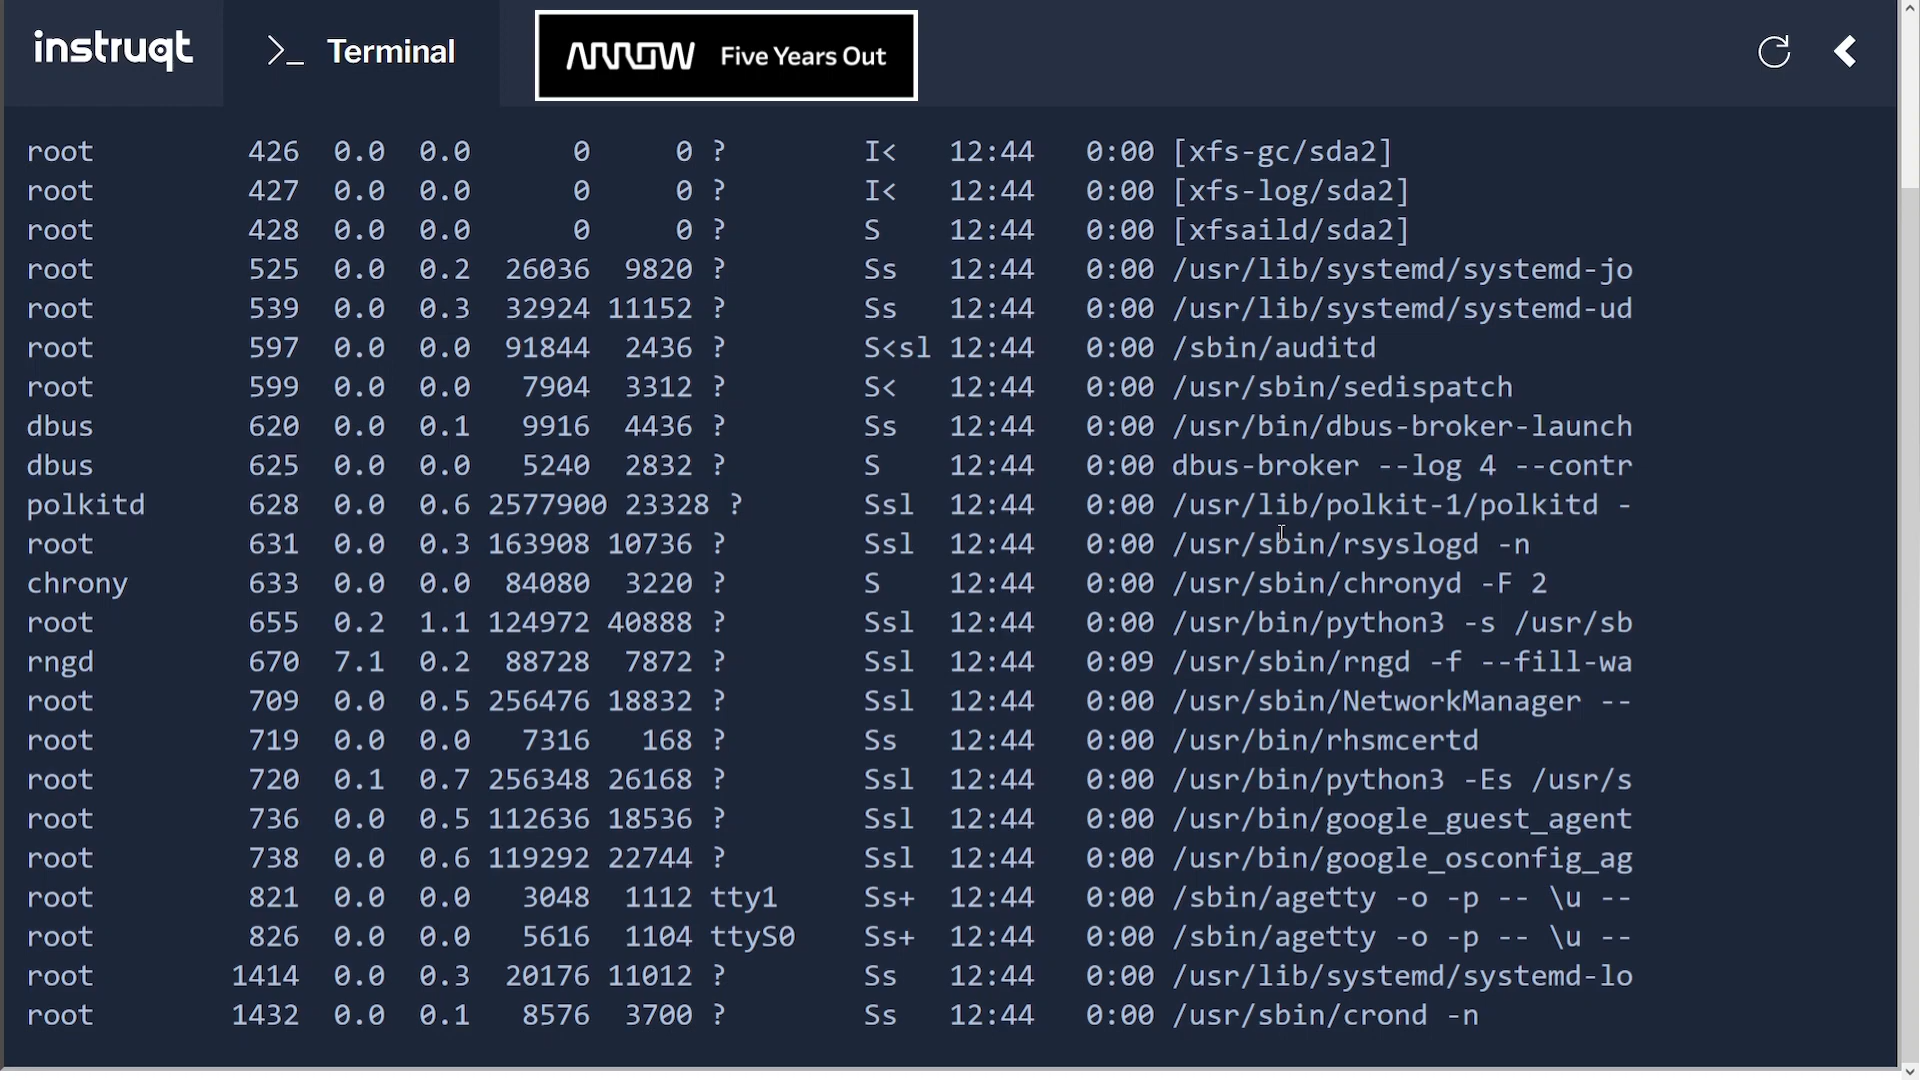 instruqt
>_ Terminal
ARROW Five Years Out
root 426 0.0 0.0 0 0 ? I< 12:44 0:00 [xfs-gc/sda2]
root 427 0.0 0.0 0 0 ? I< 12:44 0:00 [xfs-log/sda2]
root 428 0.0 0.0 0 0 ? S 12:44 0:00 [xfsaild/sda2]
root 525 0.0 0.2 26036 9820 ? Ss 12:44 0:00 /usr/lib/systemd/systemd-jo
root 539 0.0 0.3 32924 11152 ? Ss 12:44 0:00 /usr/lib/systemd/systemd-ud
root 597 0.0 0.0 91844 2436 ? S<sl 12:44 0:00 /sbin/auditd
root 599 0.0 0.0 7904 3312 ? S< 12:44 0:00 /usr/sbin/sedispatch
dbus 620 0.0 0.1 9916 4436 ? Ss 12:44 0:00 /usr/bin/dbus-broker-launch
dbus 625 0.0 0.0 5240 2832 ? S 12:44 0:00 dbus-broker --log 4 --contr
polkitd 628 0.0 0.6 2577900 23328 ? Ssl 12:44 0:00 /usr/lib/polkit-1/polkitd -
root 631 0.0 0.3 163908 10736 ? Ssl 12:44 0:00 /usr/sbin/rsyslogd -n
chrony 633 0.0 0.0 84080 3220 ? S 12:44 0:00 /usr/sbin/chronyd -F 2
root 655 0.2 1.1 124972 40888 ? Ssl 12:44 0:00 /usr/bin/python3 -s /usr/sb
rngd 670 7.1 0.2 88728 7872 ? Ssl 12:44 0:09 /usr/sbin/rngd -f --fill-wa
root 709 0.0 0.5 256476 18832 ? Ssl 12:44 0:00 /usr/sbin/NetworkManager --
root 719 0.0 0.0 7316 168 ? Ss 12:44 0:00 /usr/bin/rhsmcertd
root 720 0.1 0.7 256348 26168 ? Ssl 12:44 0:00 /usr/bin/python3 -Es /usr/s
root 736 0.0 0.5 112636 18536 ? Ssl 12:44 0:00 /usr/bin/google_guest_agent
root 738 0.0 0.6 119292 22744 ? Ssl 12:44 0:00 /usr/bin/google_osconfig_ag
root 821 0.0 0.0 3048 1112 tty1 Ss+ 12:44 0:00 /sbin/agetty -o -p -- \u --
root 826 0.0 0.0 5616 1104 ttyS0 Ss+ 12:44 0:00 /sbin/agetty -o -p -- \u --
root 1414 0.0 0.3 20176 11012 ? Ss 12:44 0:00 /usr/lib/systemd/systemd-lo
root 1432 0.0 0.1 8576 3700 ? Ss 12:44 0:00 /usr/sbin/crond -n